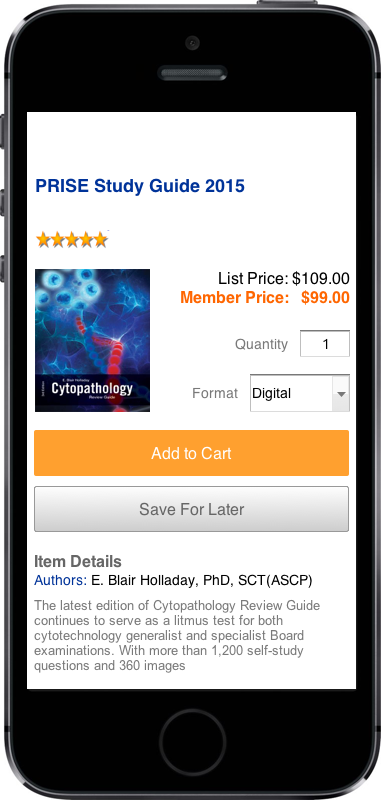 PRISE Study Guide 2015
List Price: $109.00
Member Price: $99.00
Quantity 1
Format Digital
E. Blair Holladay
Cytopathology
Review Guide
Add to Cart
Save For Later
Item Details
Authors: E. Blair Holladay, PhD, SCT(ASCP)
The latest edition of Cytopathology Review Guide
continues to serve as a litmus test for both
cytotechnology generalist and specialist Board
examinations. With more than 1,200 self-study
questions and 360 images